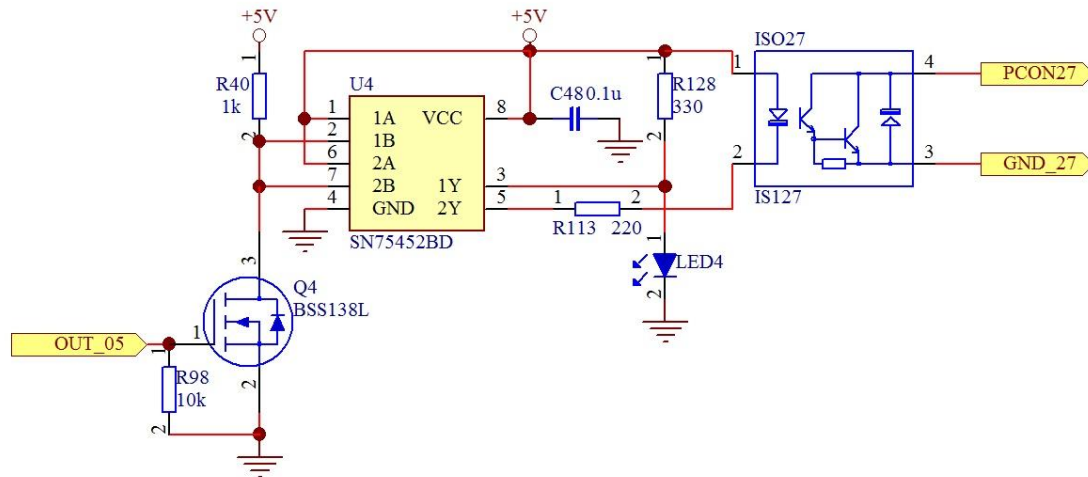 +5V
+5V
ISO27
1
R40
1k
2
U4
1 1A VCC 8
2 1B
6 2A
7 2B 1Y 3
4 GND 2Y 5
SN75452BD
C48 0.1u
1
R128
330
2
1
2
4
3
IS127
PCON27
GND_27
1 2
R113 220
1
LED4
2
3
Q4
BSS138L
OUT_05
1
1
R98
10k
2
2